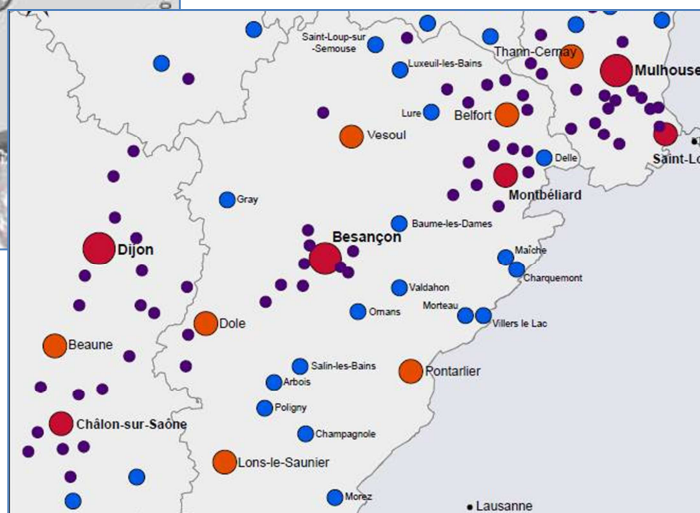 Saint-Loup-sur
-Semouse
Thann-Cernay
Luxeuil-les-Bains
Mulhouse
Lure
Belfort
Vesoul
Saint-Lo
Delle
Montbéliard
Gray
Baume-les-Dames
Besançon
Dijon
Maîche
Charquemont
Valdahon
Morteau
Ornans
Villers le Lac
Dole
Beaune
Salin-les-Bains
Pontarlier
Arbois
Poligny
Châlon-sur-Saône
Champagnole
Lons-le-Saunier
Morez
Lausanne